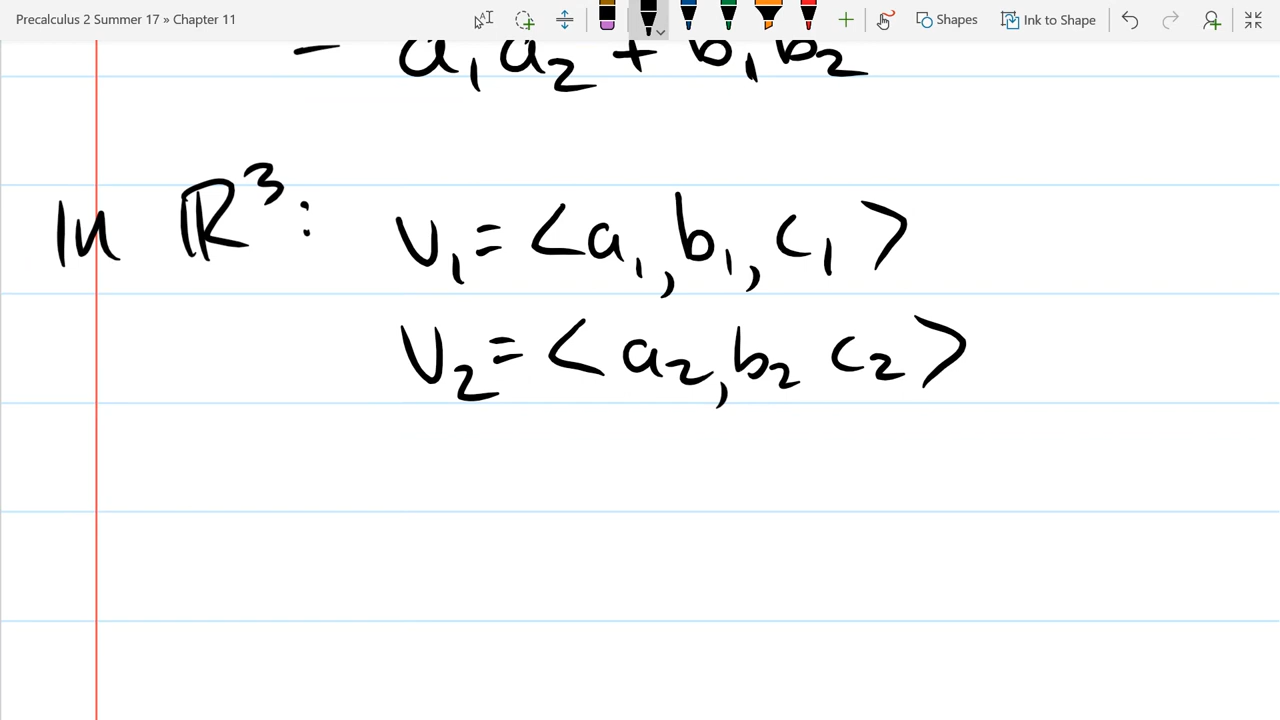 Precalculus 2 Summer 17 » Chapter 11 Shapes Ink to Shape
= a₁a₂ + b₁b₂
In ℝ³: v₁ = <a₁, b₁, c₁>
v₂ = <a₂, b₂ c₂>